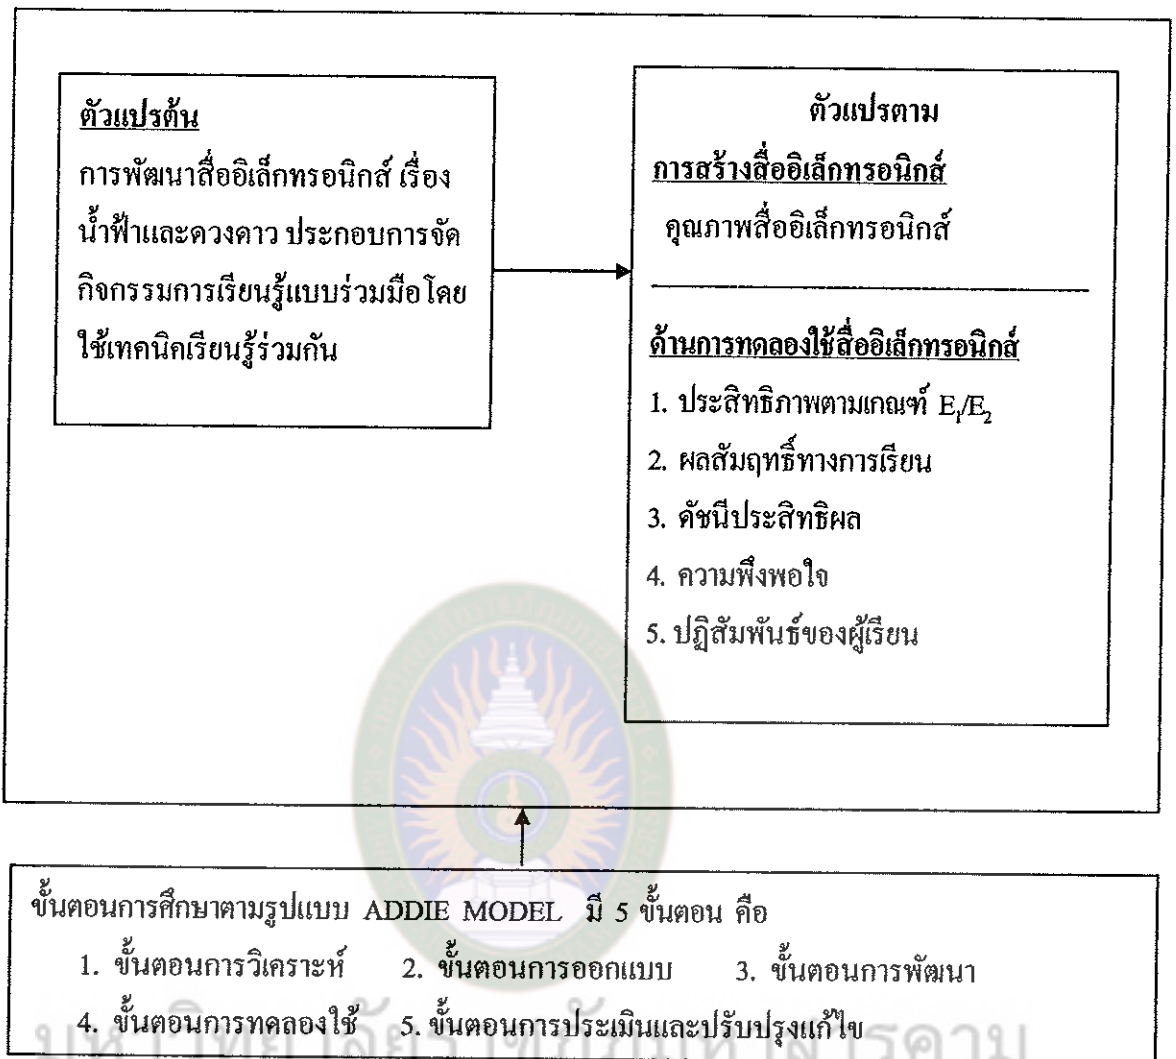 ตัวแปรต้น
การพัฒนาสื่ออิเล็กทรอนิกส์ เรื่อง
น้ำฟ้าและดวงดาว ประกอบการจัด
กิจกรรมการเรียนรู้แบบร่วมมือโดย
ใช้เทคนิคเรียนรู้ร่วมกัน
ตัวแปรตาม
การสร้างสื่ออิเล็กทรอนิกส์
คุณภาพสื่ออิเล็กทรอนิกส์
ด้านการทดลองใช้สื่ออิเล็กทรอนิกส์
1. ประสิทธิภาพตามเกณฑ์ E₁/E₂
2. ผลสัมฤทธิ์ทางการเรียน
3. ดัชนีประสิทธิผล
4. ความพึงพอใจ
5. ปฏิสัมพันธ์ของผู้เรียน
ขั้นตอนการศึกษาตามรูปแบบ ADDIE MODEL มี 5 ขั้นตอน คือ
1. ขั้นตอนการวิเคราะห์ 2. ขั้นตอนการออกแบบ 3. ขั้นตอนการพัฒนา
4. ขั้นตอนการทดลองใช้ 5. ขั้นตอนการประเมินและปรับปรุงแก้ไข